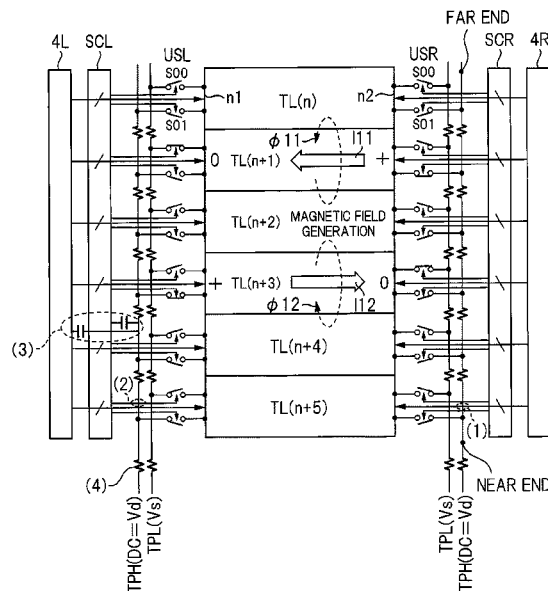 FAR END
4L SCL USL USR SCR 4R
S00 S00
n1 TL(n) n2
S01 S01
ϕ11 I11
0 TL(n+1) +
TL(n+2) MAGNETIC FIELD
GENERATION
+ TL(n+3) 0
ϕ12 I12
(3)
TL(n+4)
(2)
TL(n+5)
(1)
(4)
NEAR END
TPH(DC=Vd)
TPL(Vs)
TPL(Vs)
TPH(DC=Vd)